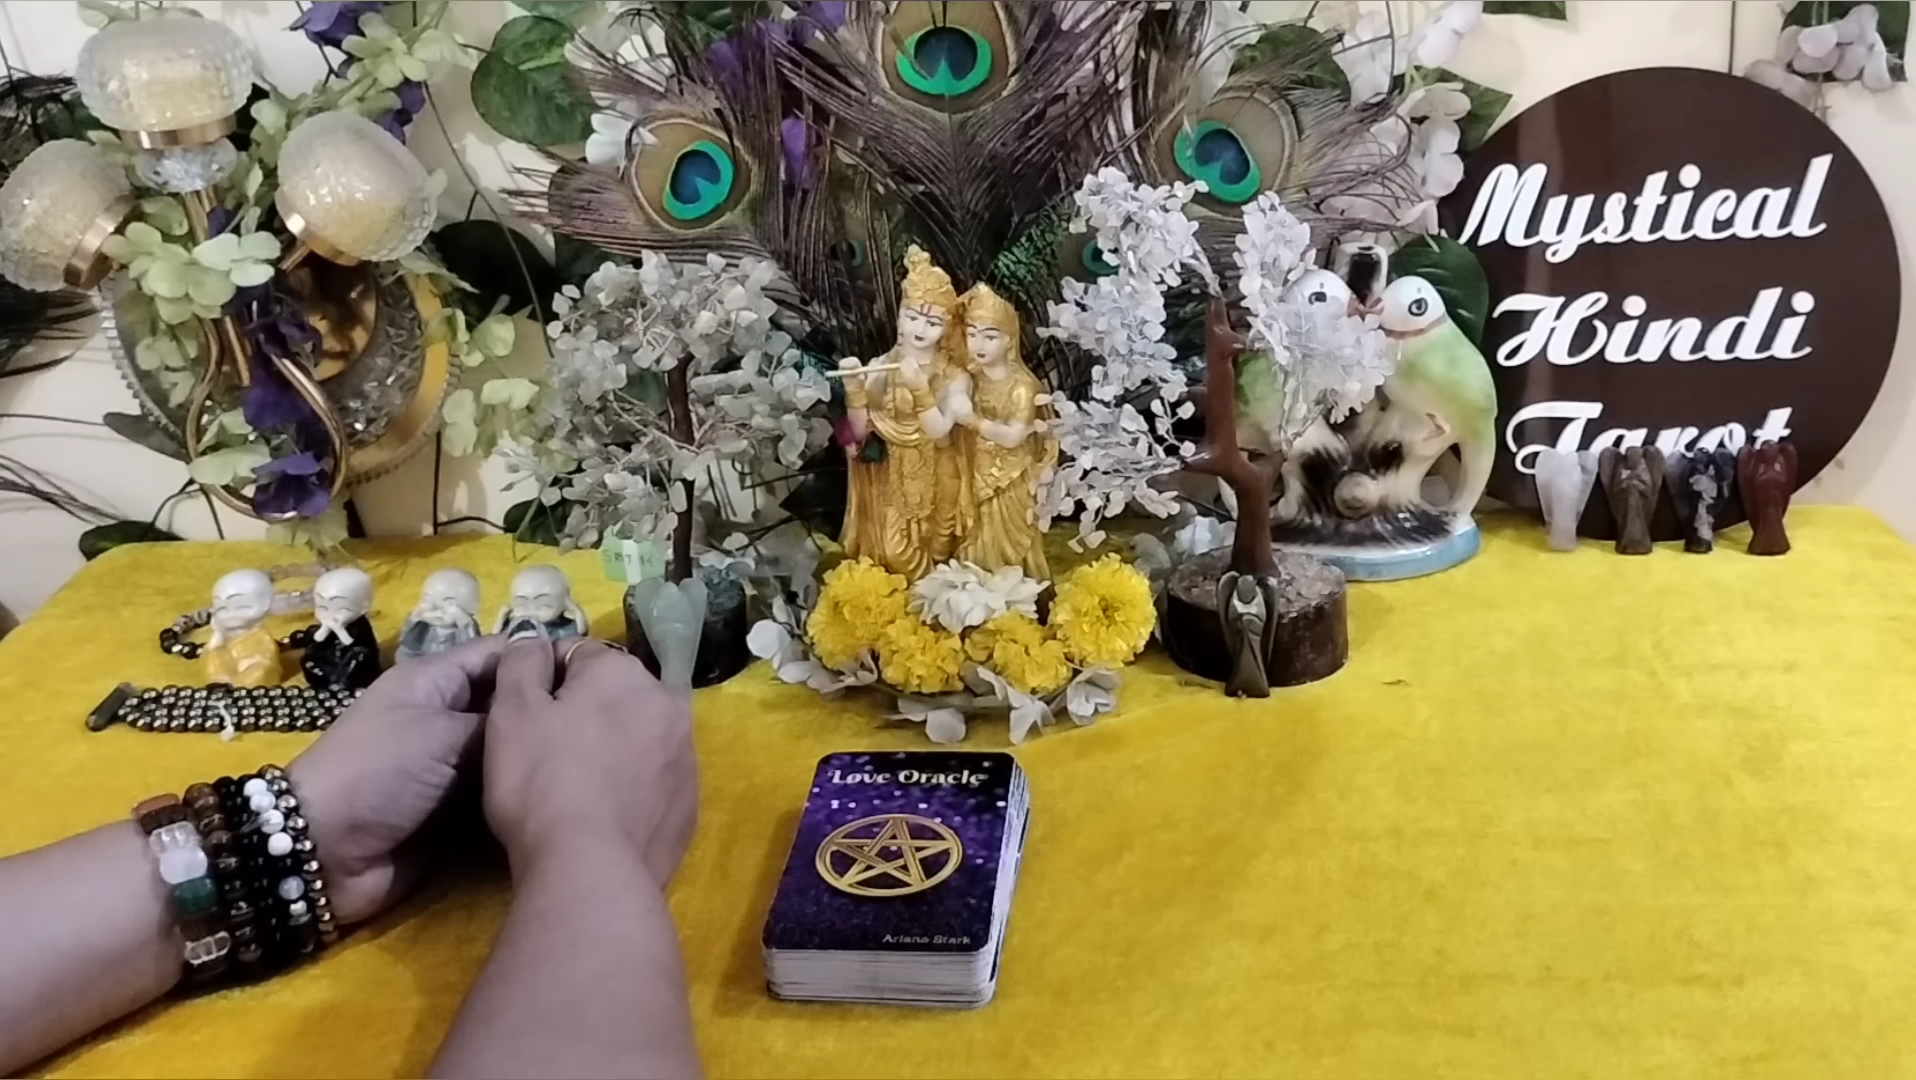 Mystical
Hindi
Tarot
Love Oracle
Ariana Stark